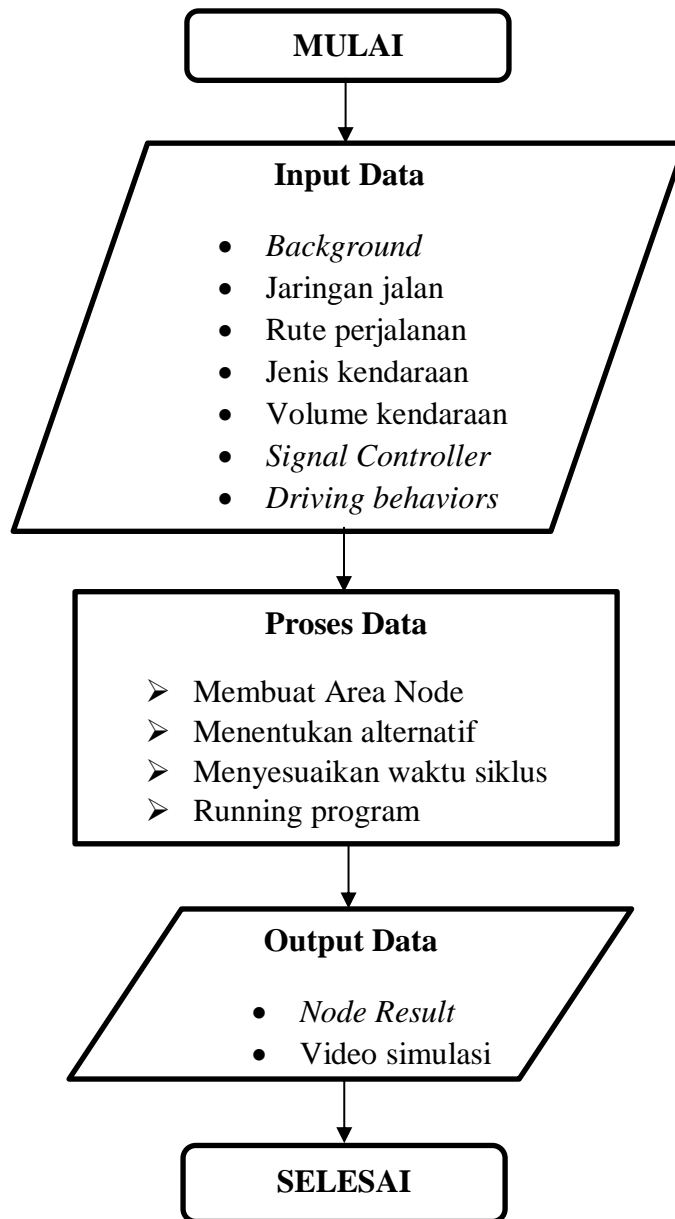 MULAI
Input Data
• Background
• Jaringan jalan
• Rute perjalanan
• Jenis kendaraan
• Volume kendaraan
• Signal Controller
• Driving behaviors
Proses Data
➢ Membuat Area Node
➢ Menentukan alternatif
➢ Menyesuaikan waktu siklus
➢ Running program
Output Data
• Node Result
• Video simulasi
SELESAI